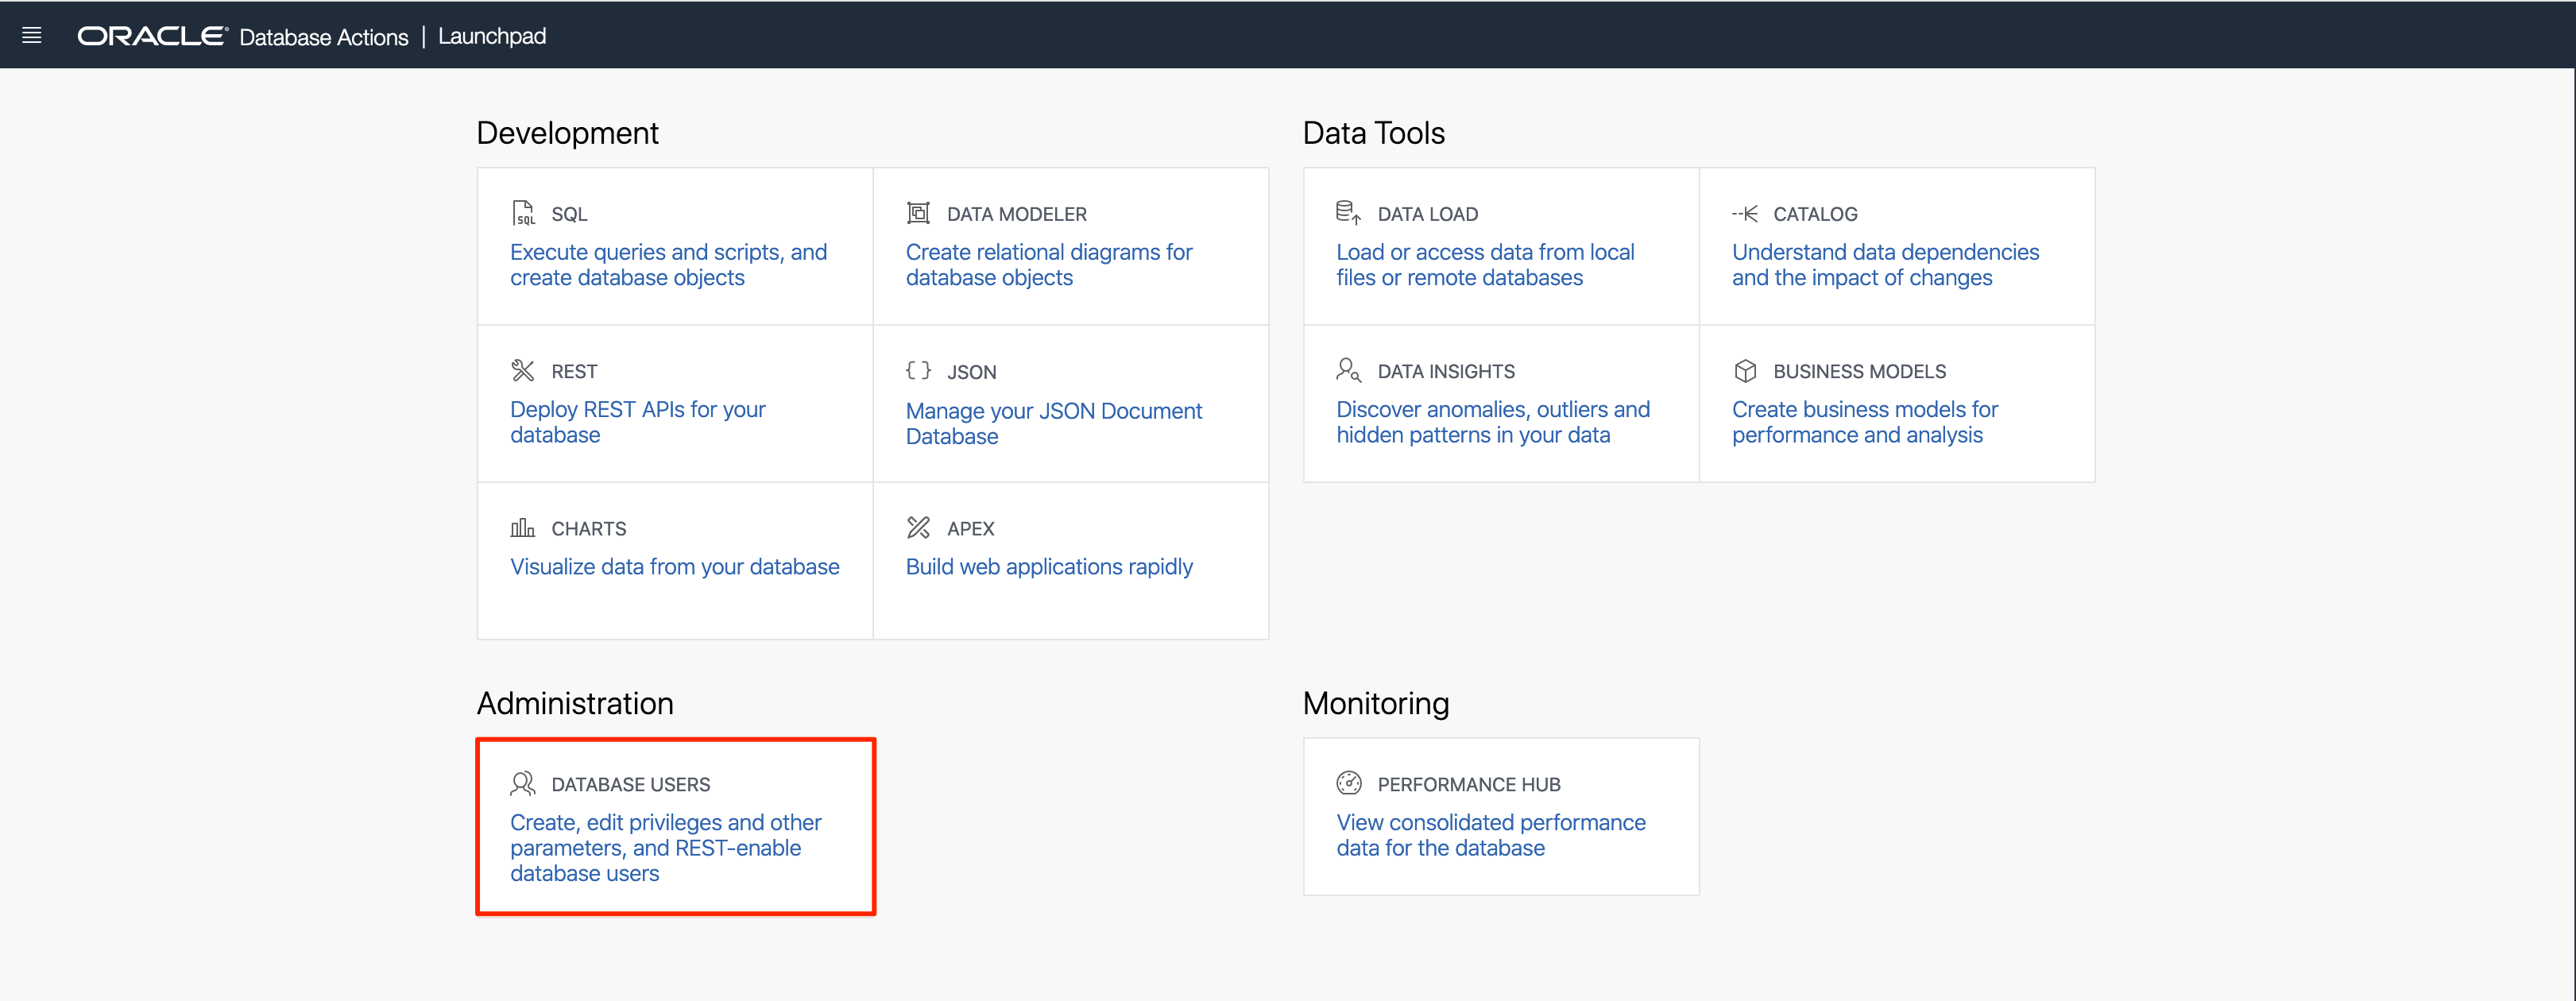 ORACLE® Database Actions | Launchpad
Development
SQL
Execute queries and scripts, and
create database objects
DATA MODELER
Create relational diagrams for
database objects
REST
Deploy REST APIs for your
database
{ } JSON
Manage your JSON Document
Database
CHARTS
Visualize data from your database
APEX
Build web applications rapidly
Data Tools
DATA LOAD
Load or access data from local
files or remote databases
CATALOG
Understand data dependencies
and the impact of changes
DATA INSIGHTS
Discover anomalies, outliers and
hidden patterns in your data
BUSINESS MODELS
Create business models for
performance and analysis
Administration
DATABASE USERS
Create, edit privileges and other
parameters, and REST-enable
database users
Monitoring
PERFORMANCE HUB
View consolidated performance
data for the database